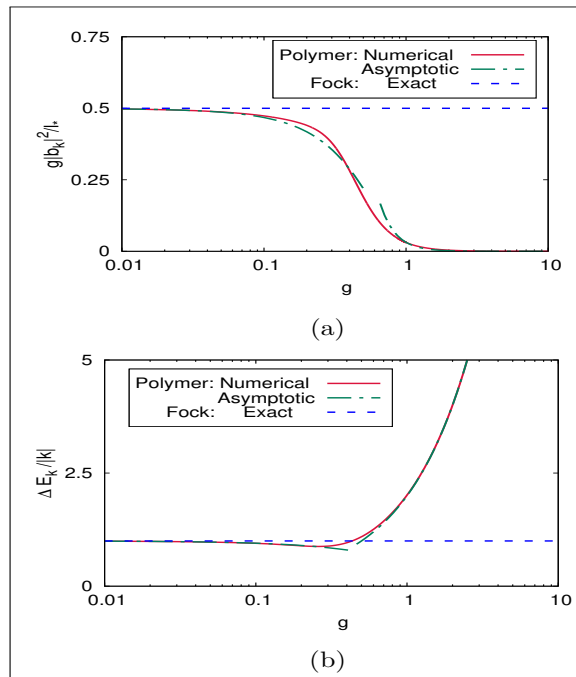 0.75
Polymer: Numerical
Asymptotic
Fock: Exact
0.5
g|b_k|^2/l_*
0.25
0
0.01 0.1 1 10
g
(a)
5
Polymer: Numerical
Asymptotic
Fock: Exact
Δ E_k/|k|
2.5
0
0.01 0.1 1 10
g
(b)